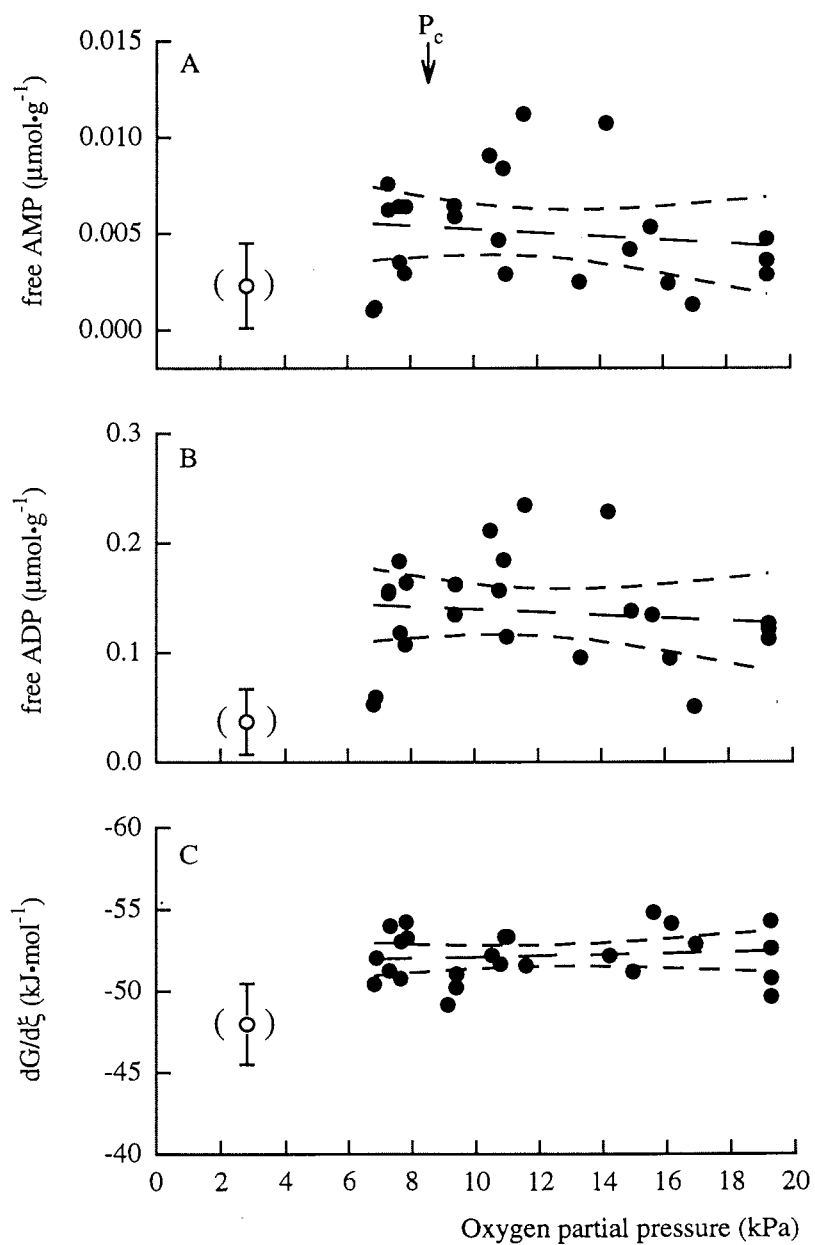 P_c
0.015
A
0.010
0.005
0.000
free AMP (μmol•g⁻¹)
( )
0.3
B
0.2
0.1
0.0
free ADP (μmol•g⁻¹)
( )
-60
C
-55
-50
-45
-40
dG/dξ (kJ•mol⁻¹)
( )
0 2 4 6 8 10 12 14 16 18 20
Oxygen partial pressure (kPa)